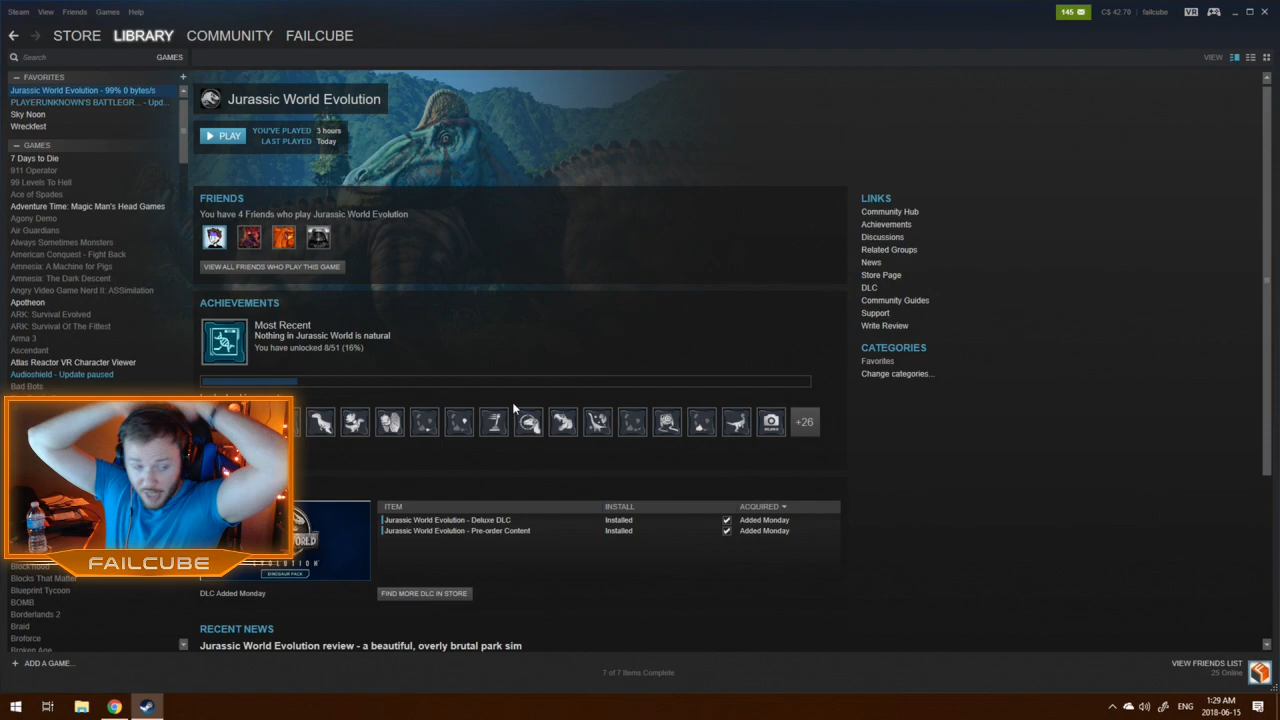 Steam View Friends Games Help
145 C$ 42.70 failcube VR
STORE LIBRARY COMMUNITY FAILCUBE
Search GAMES
VIEW
FAVORITES
Jurassic World Evolution - 99% 0 bytes/s
PLAYERUNKNOWN'S BATTLEGR... - Upd...
Sky Noon
Wreckfest
GAMES
7 Days to Die
911 Operator
99 Levels To Hell
Ace of Spades
Adventure Time: Magic Man's Head Games
Agony Demo
Air Guardians
Always Sometimes Monsters
American Conquest - Fight Back
Amnesia: A Machine for Pigs
Amnesia: The Dark Descent
Angry Video Game Nerd II: ASSimilation
Apotheon
ARK: Survival Evolved
ARK: Survival Of The Fittest
Arma 3
Ascendant
Atlas Reactor VR Character Viewer
Audioshield - Update paused
Bad Bots
FAILCUBE
Blocks That Matter
Blueprint Tycoon
BOMB
Borderlands 2
Braid
Broforce
Broken Age
ADD A GAME...
Jurassic World Evolution
PLAY
YOU'VE PLAYED 3 hours
LAST PLAYED Today
FRIENDS
You have 4 Friends who play Jurassic World Evolution
VIEW ALL FRIENDS WHO PLAY THIS GAME
ACHIEVEMENTS
Most Recent
Nothing in Jurassic World is natural
You have unlocked 8/51 (16%)
+26
EVOLUTION
DINOSAUR PACK
DLC Added Monday
ITEM INSTALL ACQUIRED
Jurassic World Evolution - Deluxe DLC Installed Added Monday
Jurassic World Evolution - Pre-order Content Installed Added Monday
FIND MORE DLC IN STORE
RECENT NEWS
Jurassic World Evolution review - a beautiful, overly brutal park sim
LINKS
Community Hub
Achievements
Discussions
Related Groups
News
Store Page
DLC
Community Guides
Support
Write Review
CATEGORIES
Favorites
Change categories...
7 of 7 Items Complete
VIEW FRIENDS LIST
25 Online
ENG
1:29 AM
2018-06-15